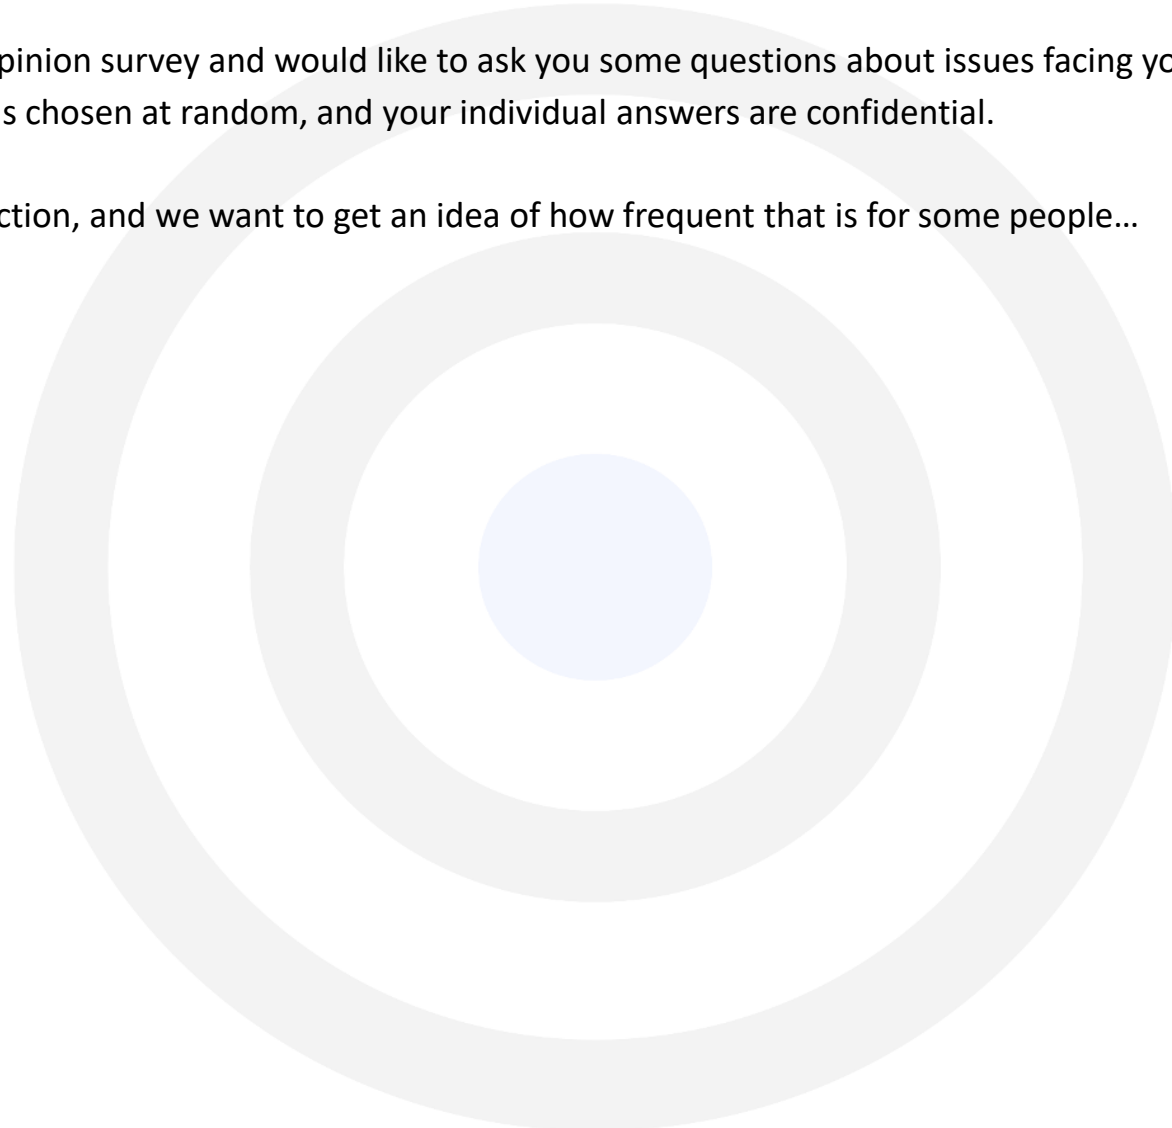 pinion survey and would like to ask you some questions about issues facing yo
s chosen at random, and your individual answers are confidential.
ction, and we want to get an idea of how frequent that is for some people…